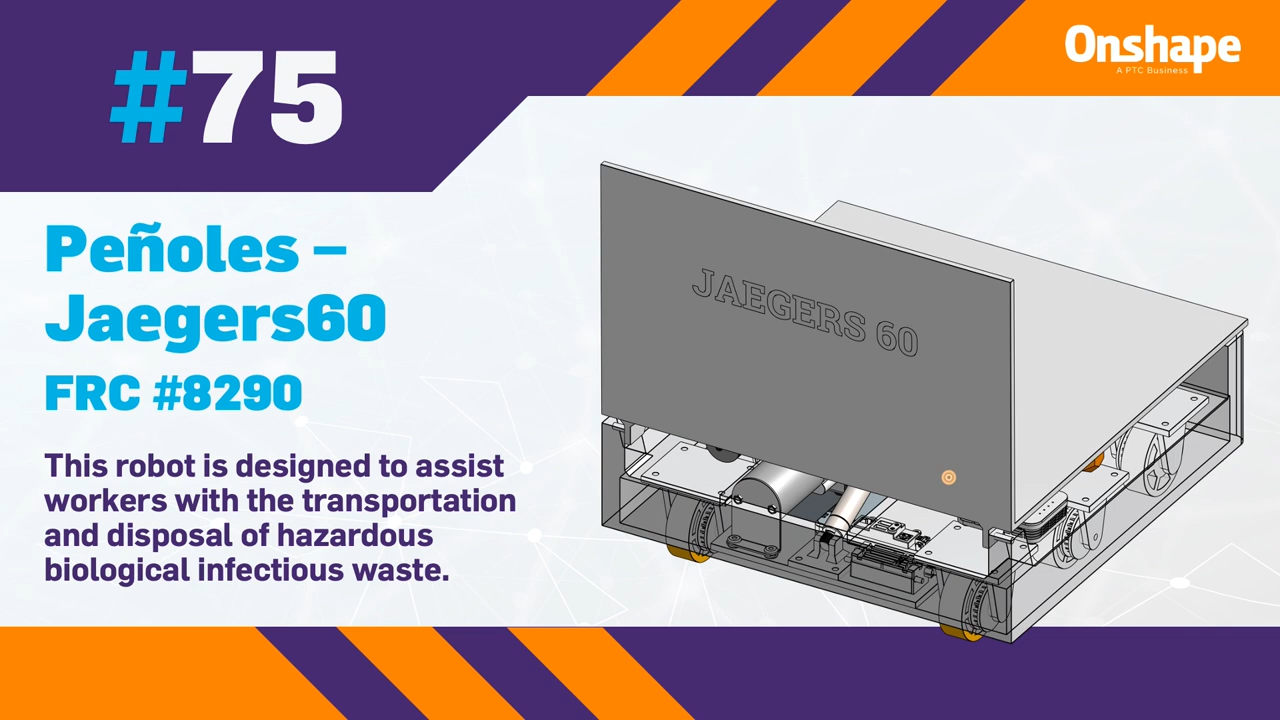 #75
Onshape
A PTC Business
Peñoles –
Jaegers60
FRC #8290
This robot is designed to assist
workers with the transportation
and disposal of hazardous
biological infectious waste.
JAEGERS 60